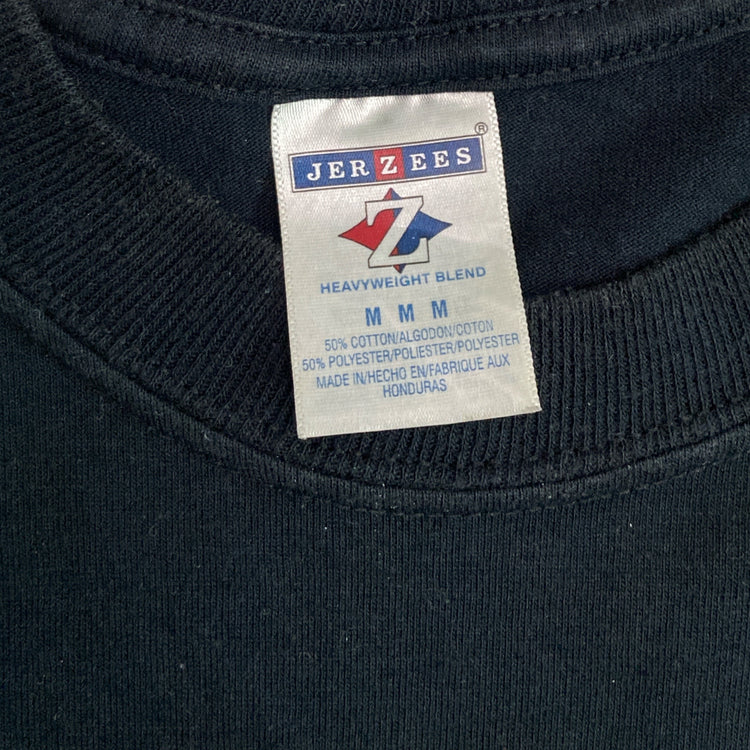 ®
JERZEES
Z
HEAVYWEIGHT BLEND
M M M
50% COTTON/ALGODON/COTON
50% POLYESTER/POLIESTER/POLYESTER
MADE IN/HECHO EN/FABRIQUE AUX
HONDURAS